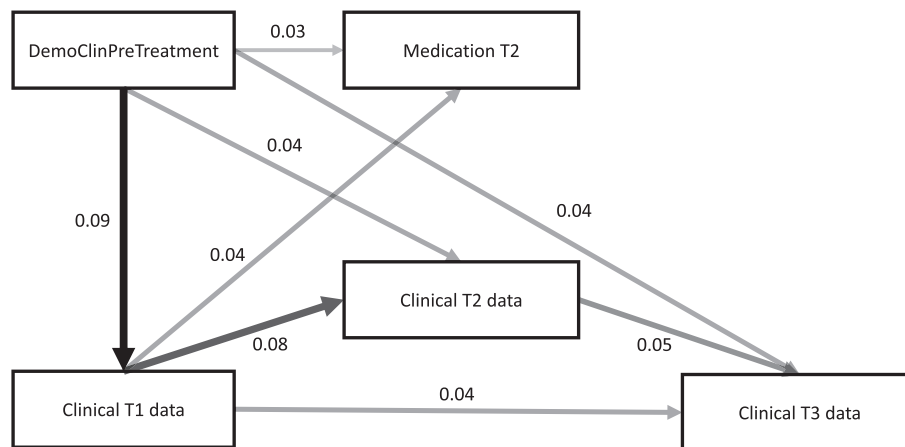 DemoClinPreTreatment
0.03
Medication T2
0.04
0.09
0.04
0.04
Clinical T2 data
0.08
0.05
Clinical T1 data
0.04
Clinical T3 data